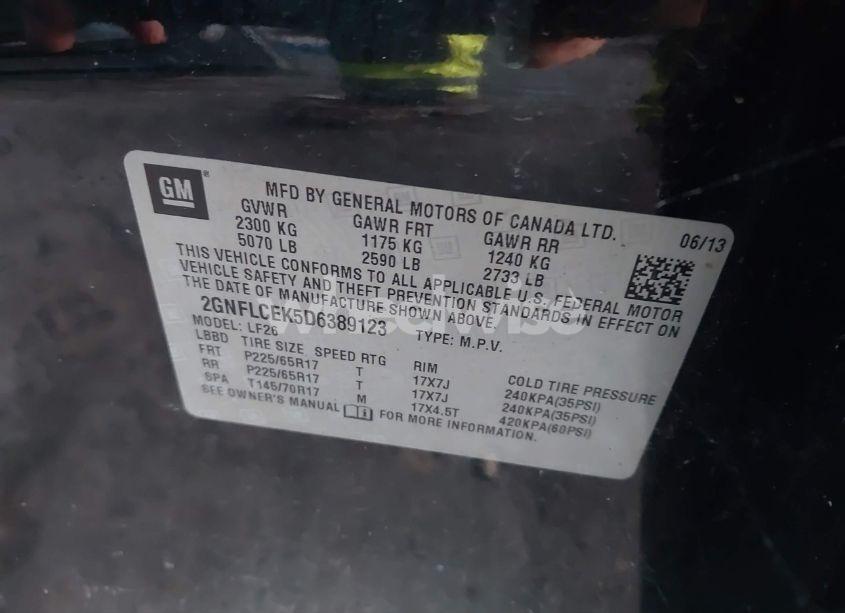 GM
MFD BY GENERAL MOTORS OF CANADA LTD. 06/13
GVWR GAWR FRT GAWR RR
2300 KG 1175 KG 1240 KG
5070 LB 2590 LB 2733 LB
THIS VEHICLE CONFORMS TO ALL APPLICABLE U.S. FEDERAL MOTOR
VEHICLE SAFETY AND THEFT PREVENTION STANDARDS IN EFFECT ON
THE DATE OF MANUFACTURE SHOWN ABOVE.
2GNFLCEK5D6389123 TYPE: M.P.V.
MODEL: LF26
LBBD TIRE SIZE SPEED RTG RIM COLD TIRE PRESSURE
FRT P225/65R17 T 17X7J 240KPA(35PSI)
RR P225/65R17 T 17X7J 240KPA(35PSI)
SPA T145/70R17 M 17X4.5T 420KPA(60PSI)
SEE OWNER'S MANUAL FOR MORE INFORMATION.
wheelwise